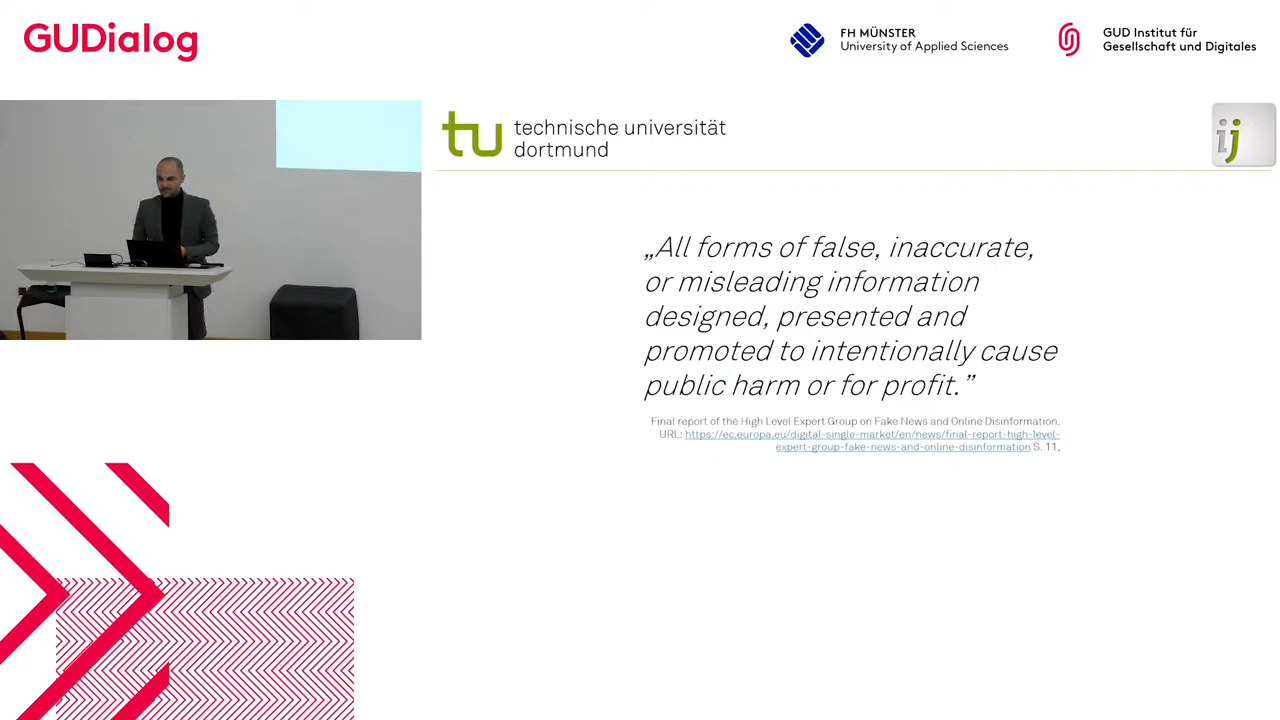 GUDialog
FH MÜNSTER
University of Applied Sciences
GUD Institut für
Gesellschaft und Digitales
technische universität
dortmund
tu
ij
„All forms of false, inaccurate,
or misleading information
designed, presented and
promoted to intentionally cause
public harm or for profit.”
Final report of the High Level Expert Group on Fake News and Online Disinformation.
URL: https://ec.europa.eu/digital-single-market/en/news/final-report-high-level-
expert-group-fake-news-and-online-disinformation S. 11,